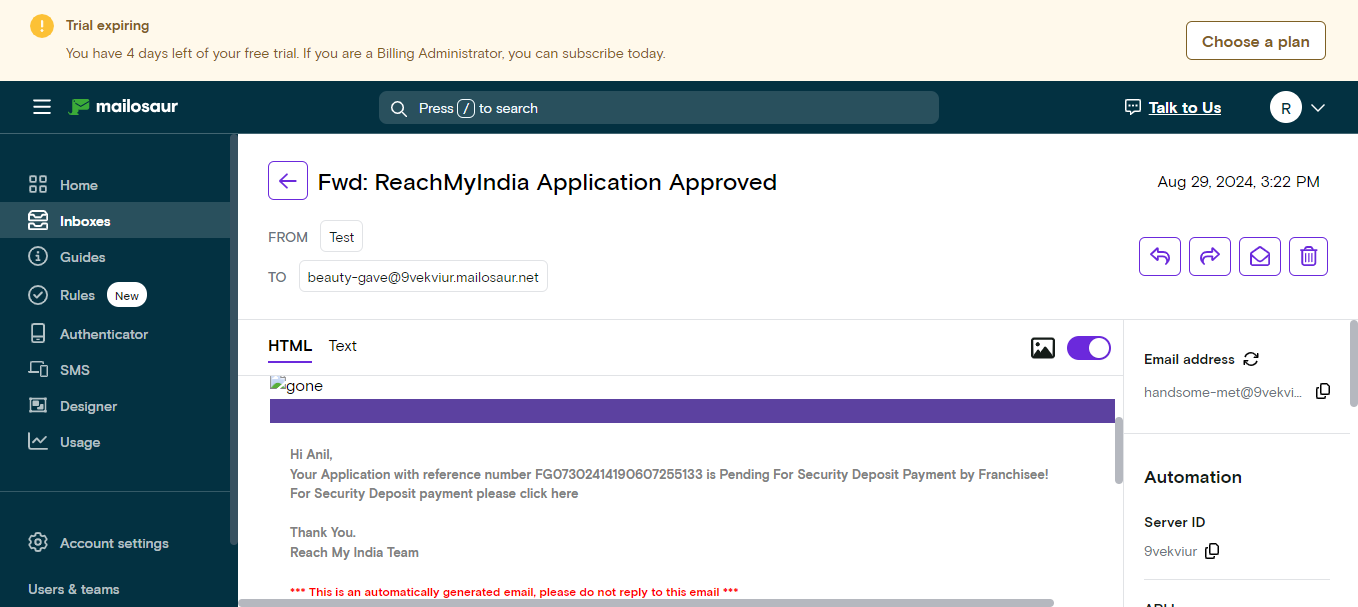 Trial expiring
You have 4 days left of your free trial. If you are a Billing Administrator, you can subscribe today.
Choose a plan
mailosaur
Press / to search
Talk to Us
R
Home
Inboxes
Guides
Rules New
Authenticator
SMS
Designer
Usage
Account settings
Users & teams
Fwd: ReachMyIndia Application Approved
Aug 29, 2024, 3:22 PM
FROM Test
TO beauty-gave@9vekviur.mailosaur.net
HTML Text
gone
Hi Anil,
Your Application with reference number FG07302414190607255133 is Pending For Security Deposit Payment by Franchisee!
For Security Deposit payment please click here
Thank You.
Reach My India Team
*** This is an automatically generated email, please do not reply to this email ***
Email address
handsome-met@9vekvi...
Automation
Server ID
9vekviur